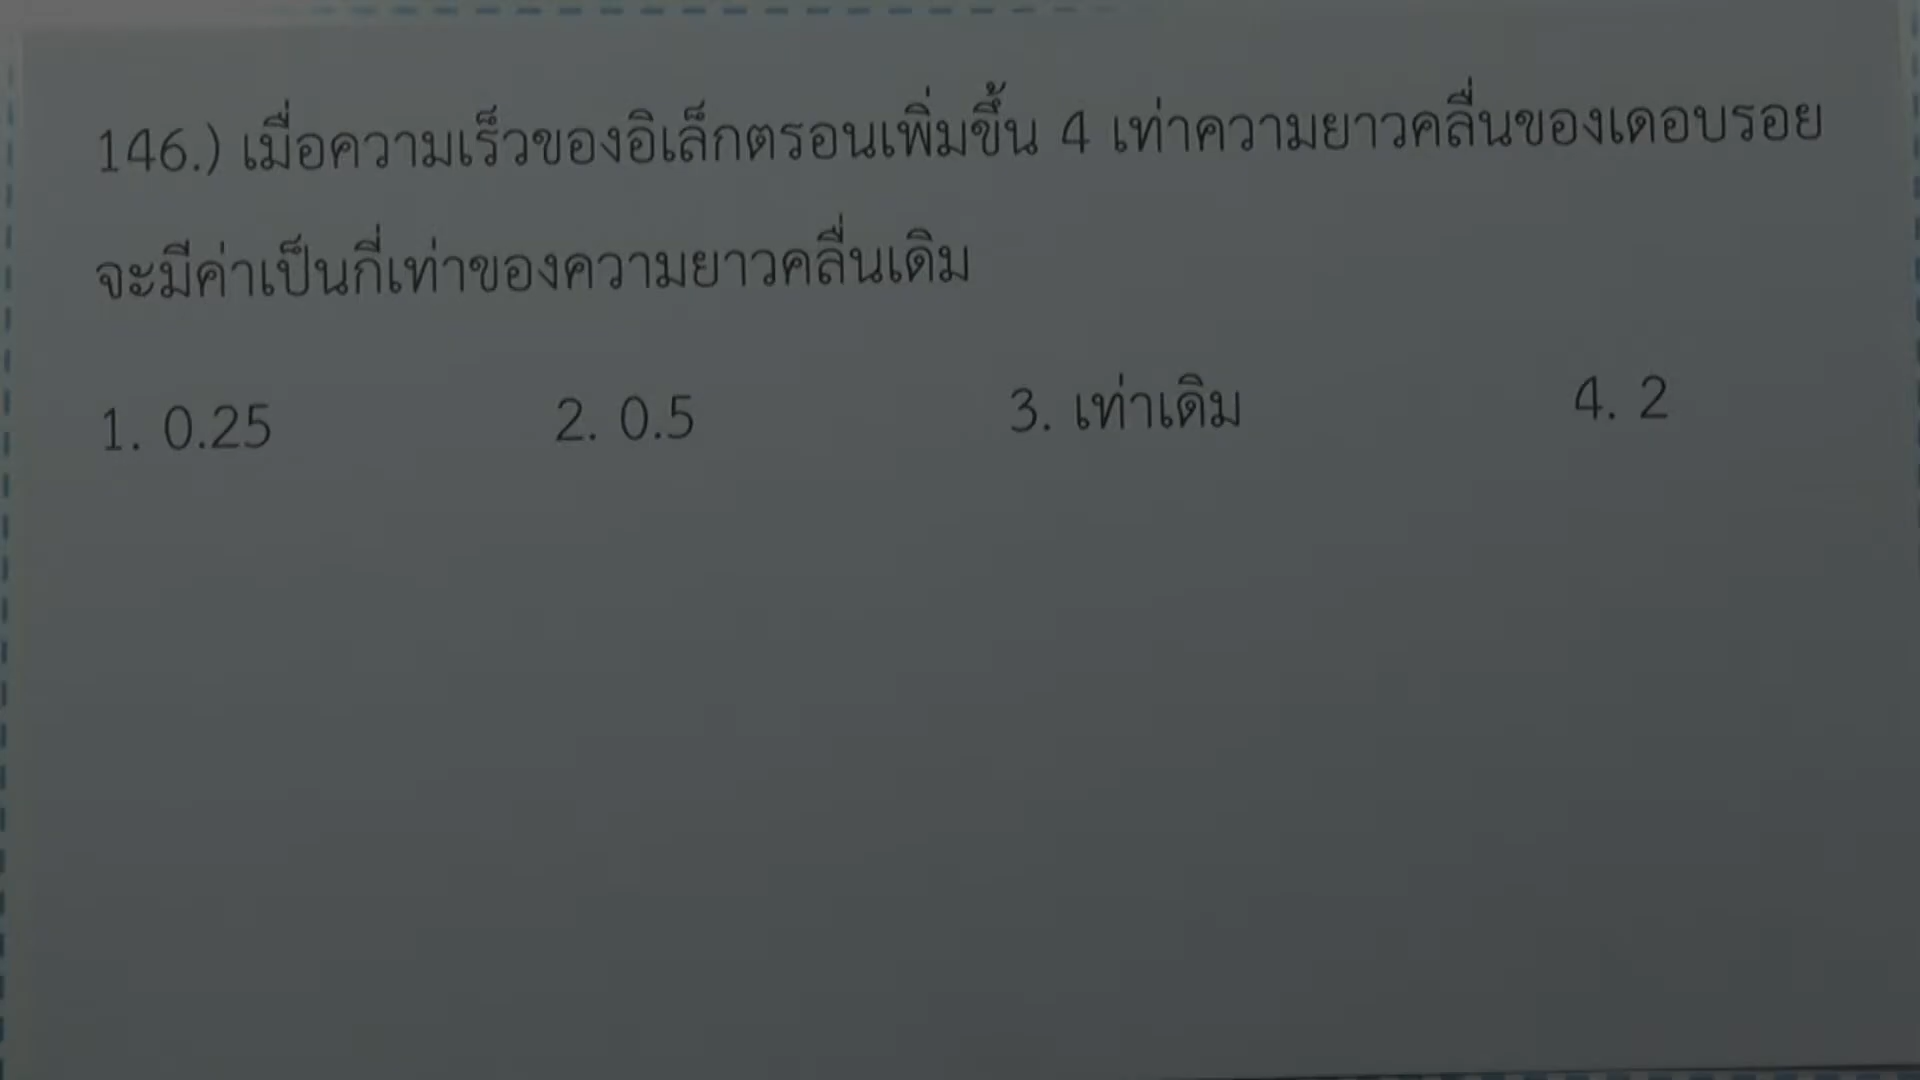 146.) เมื่อความเร็วของอิเล็กตรอนเพิ่มขึ้น 4 เท่าความยาวคลื่นของเดอบรอย
จะมีค่าเป็นกี่เท่าของความยาวคลื่นเดิม
1. 0.25 2. 0.5 3. เท่าเดิม 4. 2